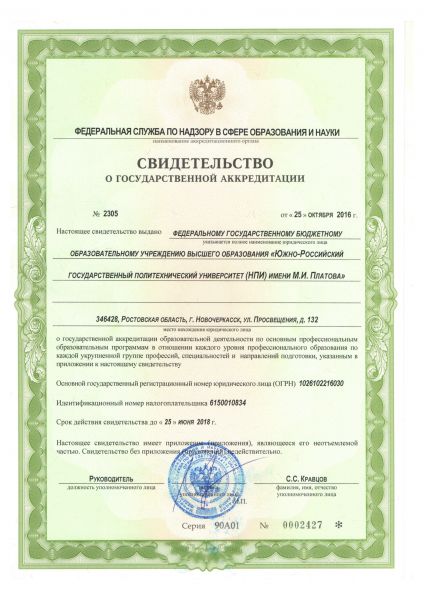 ФЕДЕРАЛЬНАЯ СЛУЖБА ПО НАДЗОРУ В СФЕРЕ ОБРАЗОВАНИЯ И НАУКИ
наименование аккредитационного органа
СВИДЕТЕЛЬСТВО
О ГОСУДАРСТВЕННОЙ АККРЕДИТАЦИИ
№ 2305 от «25» ОКТЯБРЯ 2016 г.
Настоящее свидетельство выдано ФЕДЕРАЛЬНОМУ ГОСУДАРСТВЕННОМУ БЮДЖЕТНОМУ
указывается полное наименование юридического лица
ОБРАЗОВАТЕЛЬНОМУ УЧРЕЖДЕНИЮ ВЫСШЕГО ОБРАЗОВАНИЯ «ЮЖНО-РОССИЙСКИЙ
ГОСУДАРСТВЕННЫЙ ПОЛИТЕХНИЧЕСКИЙ УНИВЕРСИТЕТ (НПИ) ИМЕНИ М.И. ПЛАТОВА»
346428, РОСТОВСКАЯ ОБЛАСТЬ, Г. НОВОЧЕРКАССК, УЛ. ПРОСВЕЩЕНИЯ, Д. 132
место нахождения юридического лица
о государственной аккредитации образовательной деятельности по основным профессиональным
образовательным программам в отношении каждого уровня профессионального образования по
каждой укрупненной группе профессий, специальностей и направлений подготовки, указанным в
приложении к настоящему свидетельству
Основной государственный регистрационный номер юридического лица (ОГРН) 1026102216030
Идентификационный номер налогоплательщика 6150010834
Срок действия свидетельства до «25» ИЮНЯ 2018 г.
Настоящее свидетельство имеет приложение (приложения), являющееся его неотъемлемой
частью. Свидетельство без приложения (приложений) недействительно.
РУКОВОДИТЕЛЬ С.С. КРАВЦОВ
должность уполномоченного лица подпись уполномоченного лица фамилия, имя, отчество уполномоченного лица
М.П.
Серия 90А01 № 0002427 *